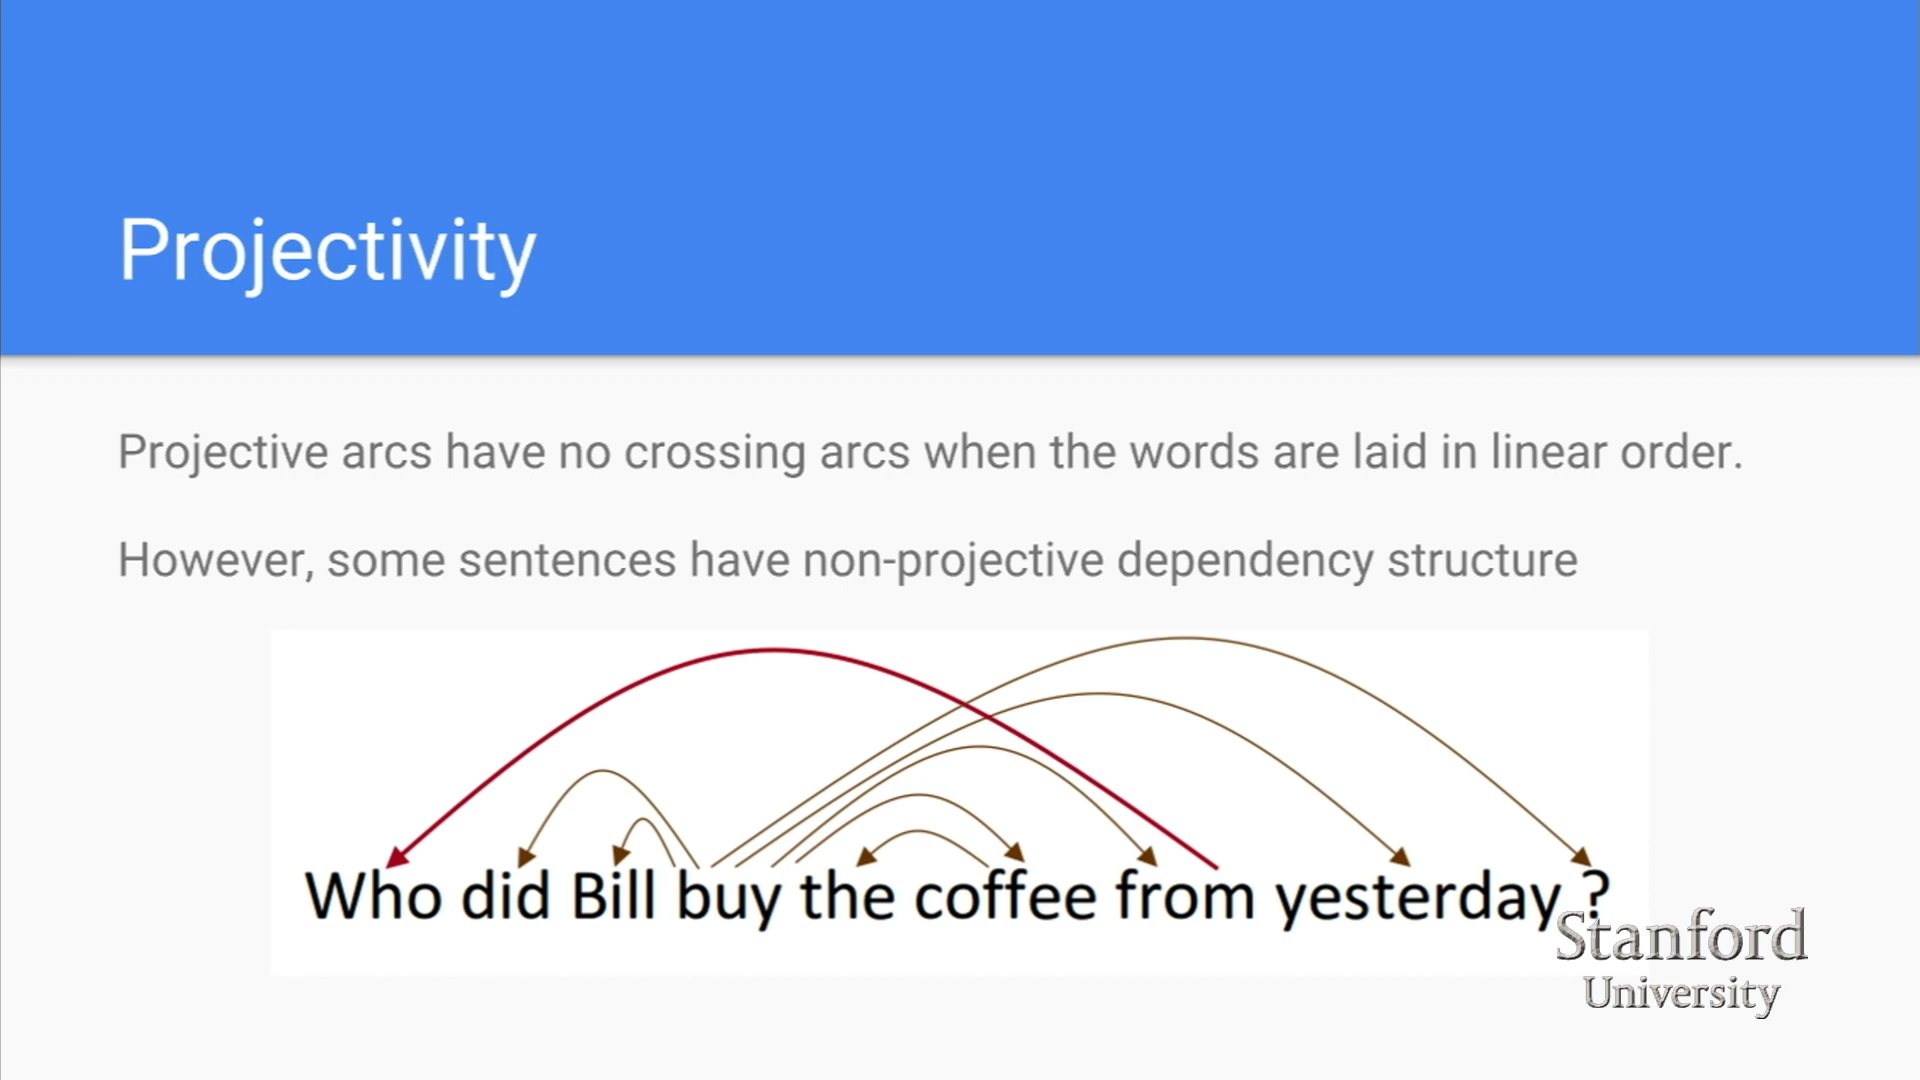 Projectivity
Projective arcs have no crossing arcs when the words are laid in linear order.
However, some sentences have non-projective dependency structure
Who did Bill buy the coffee from yesterday ?
Stanford
University